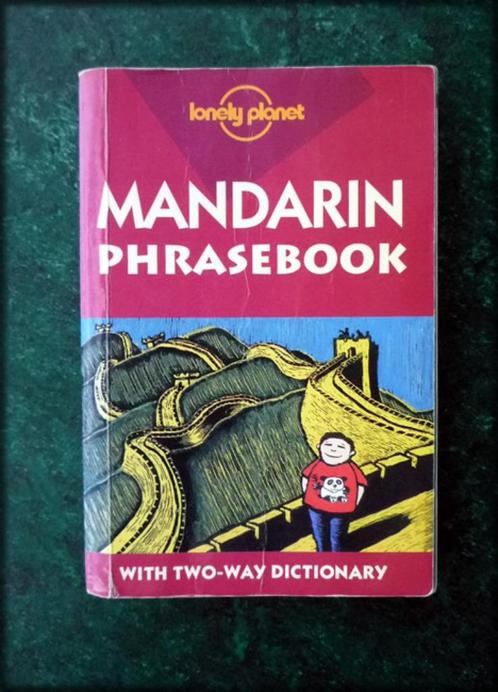 lonely planet
MANDARIN
PHRASEBOOK
WITH TWO-WAY DICTIONARY